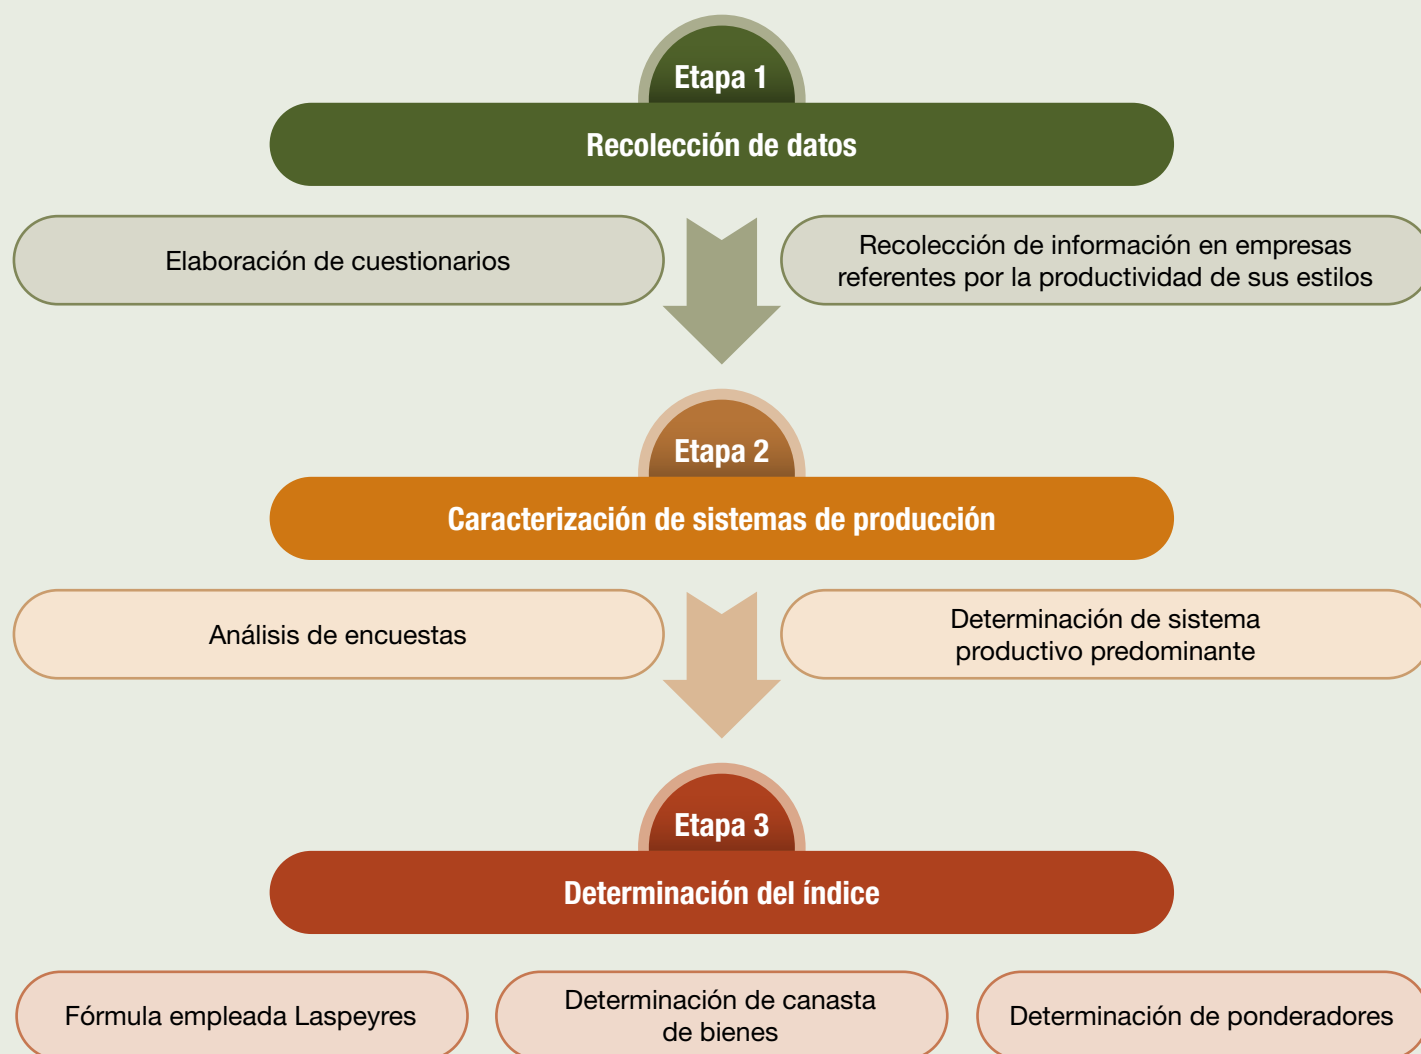 Etapa 1
Recolección de datos
Elaboración de cuestionarios
Recolección de información en empresas
referentes por la productividad de sus estilos
Etapa 2
Caracterización de sistemas de producción
Análisis de encuestas
Determinación de sistema
productivo predominante
Etapa 3
Determinación del índice
Fórmula empleada Laspeyres
Determinación de canasta
de bienes
Determinación de ponderadores